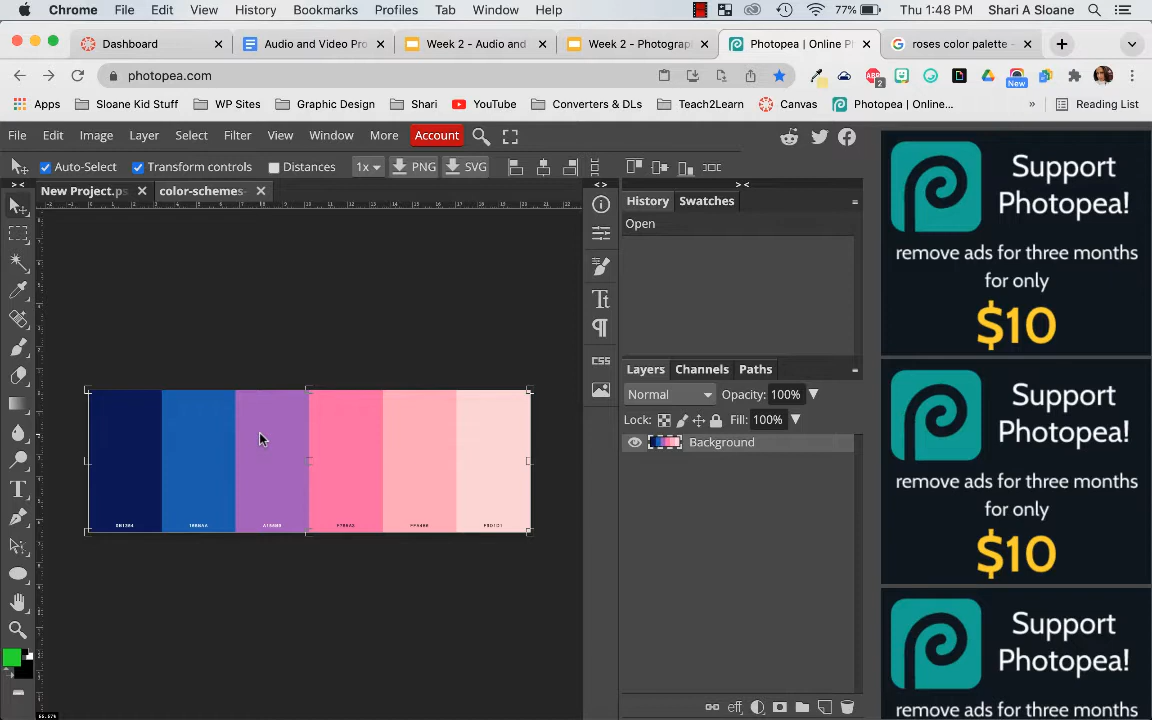 Chrome File Edit View History Bookmarks Profiles Tab Window Help 77% Thu 1:48 PM Shari A Sloane
Dashboard Audio and Video Pro Week 2 - Audio and Week 2 - Photograp Photopea | Online P roses color palette -
photopea.com ABP 2 New
Apps Sloane Kid Stuff WP Sites Graphic Design Shari YouTube Converters & DLs Teach2Learn Canvas Photopea | Online... » Reading List
File Edit Image Layer Select Filter View Window More Account
Auto-Select Transform controls Distances 1x PNG SVG
New Project.ps color-schemes-
History Swatches
Open
CSS
Layers Channels Paths
Normal Opacity: 100%
Lock: Fill: 100%
Background
eff
Support
Photopea!
remove ads for three months
for only
$10
Support
Photopea!
remove ads for three months
for only
$10
Support
Photopea!
remove ads for three months